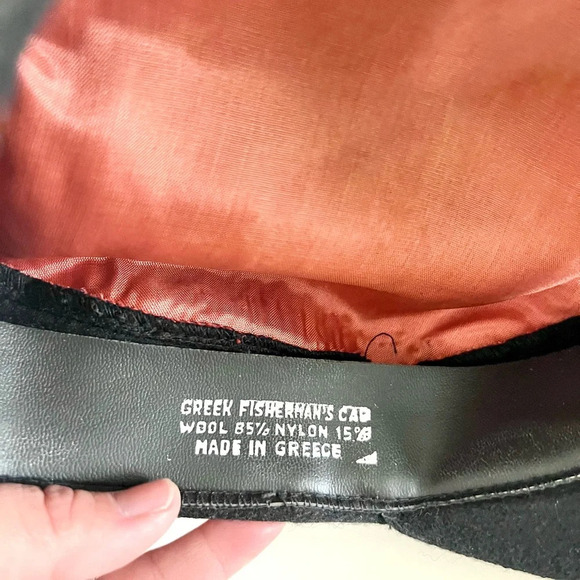 GREEK FISHERMAN'S CAP
WOOL 85% NYLON 15%
MADE IN GREECE